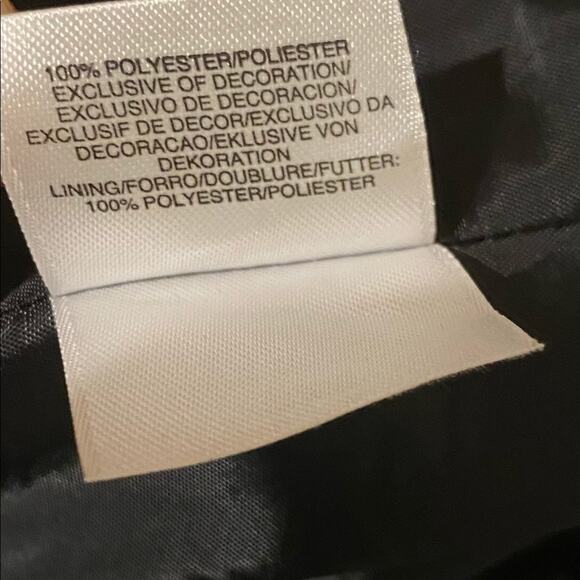 100% POLYESTER/POLIESTER
EXCLUSIVE OF DECORATION/
EXCLUSIVO DE DECORACION/
EXCLUSIF DE DECOR/EXCLUSIVO DA
DECORACAO/EKLUSIVE VON
DEKORATION
LINING/FORRO/DOUBLURE/FUTTER:
100% POLYESTER/POLIESTER